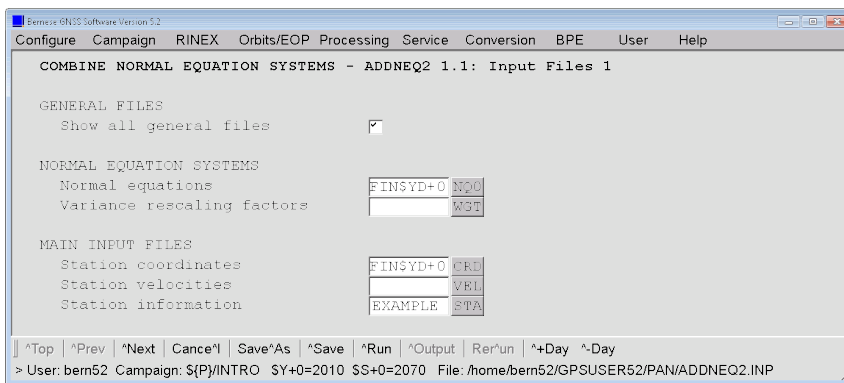 Bernese GNSS Software Version 5.2
Configure Campaign RINEX Orbits/EOP Processing Service Conversion BPE User Help
COMBINE NORMAL EQUATION SYSTEMS - ADDNEQ2 1.1: Input Files 1
GENERAL FILES
Show all general files
NORMAL EQUATION SYSTEMS
Normal equations FIN$YD+0 NQ0
Variance rescaling factors WGT
MAIN INPUT FILES
Station coordinates FIN$YD+0 CRD
Station velocities VEL
Station information EXAMPLE STA
^Top | ^Prev | ^Next | Cance^l | Save^As | ^Save | ^Run | ^Output | Rer^un | ^+Day ^-Day
> User: bern52 Campaign: ${P}/INTRO $Y+0=2010 $S+0=2070 File: /home/bern52/GPSUSER52/PAN/ADDNEQ2.INP